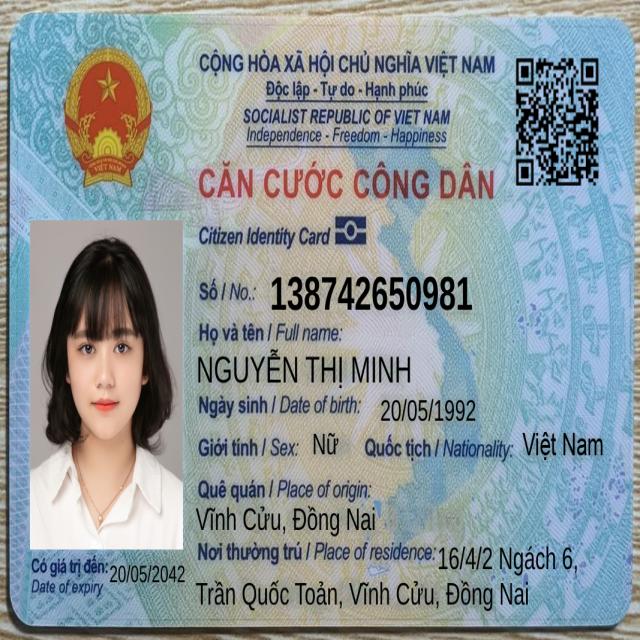 CỘNG HÒA XÃ HỘI CHỦ NGHĨA VIỆT NAM
Độc lập - Tự do - Hạnh phúc
SOCIALIST REPUBLIC OF VIET NAM
Independence - Freedom - Happiness
CĂN CƯỚC CÔNG DÂN
Citizen Identity Card
VIỆT NAM
Số / No.: 138742650981
Họ và tên / Full name:
NGUYỄN THỊ MINH
Ngày sinh / Date of birth: 20/05/1992
Giới tính / Sex: Nữ Quốc tịch / Nationality: Việt Nam
Quê quán / Place of origin:
Vĩnh Cửu, Đồng Nai
Nơi thường trú / Place of residence: 16/4/2 Ngách 6,
Trần Quốc Toản, Vĩnh Cửu, Đồng Nai
Có giá trị đến: 20/05/2042
Date of expiry